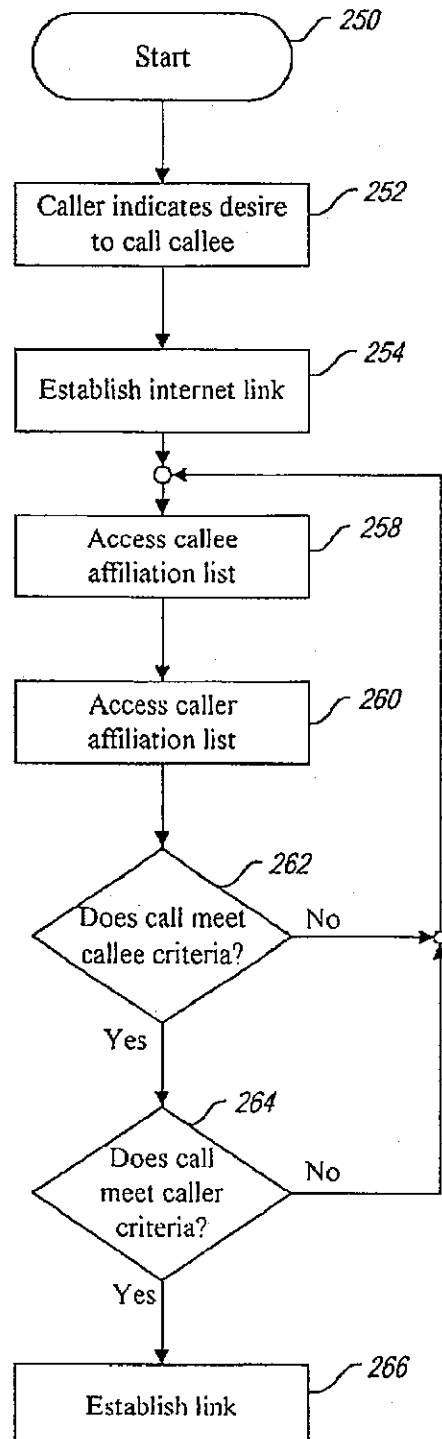 250
Start
252
Caller indicates desire
to call callee
254
Establish internet link
258
Access callee
affiliation list
260
Access caller
affiliation list
262
Does call meet
callee criteria?
No
Yes
264
Does call
meet caller
criteria?
No
Yes
266
Establish link